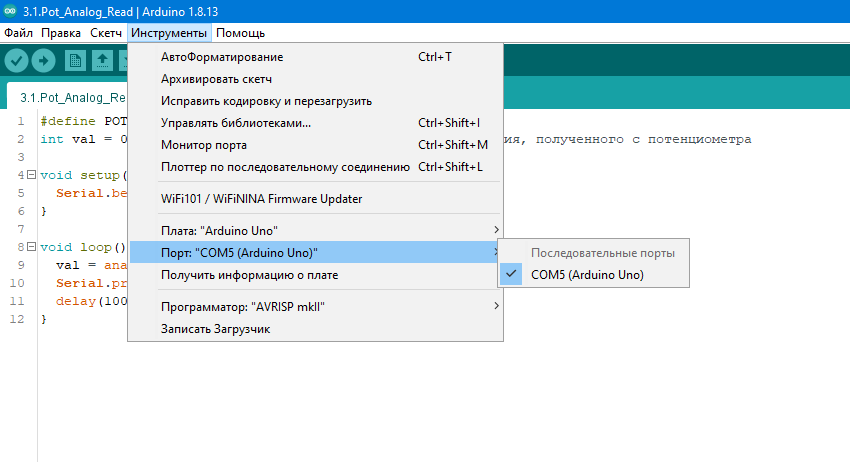 3.1.Pot_Analog_Read | Arduino 1.8.13
Файл Правка Скетч Инструменты Помощь
АвтоФорматирование Ctrl+T
Архивировать скетч
Исправить кодировку и перезагрузить
Управлять библиотеками... Ctrl+Shift+I
Монитор порта Ctrl+Shift+M
Плоттер по последовательному соединению Ctrl+Shift+L
WiFi101 / WiFiNINA Firmware Updater
Плата: "Arduino Uno"
Порт: "COM5 (Arduino Uno)"
Получить информацию о плате
Программатор: "AVRISP mkII"
Записать Загрузчик
Последовательные порты
COM5 (Arduino Uno)
3.1.Pot_Analog_Re
1 #define POT
2 int val = 0 ия, полученного с потенциометра
3
4 void setup(
5 Serial.be
6 }
7
8 void loop()
9 val = ana
10 Serial.pr
11 delay(100
12 }